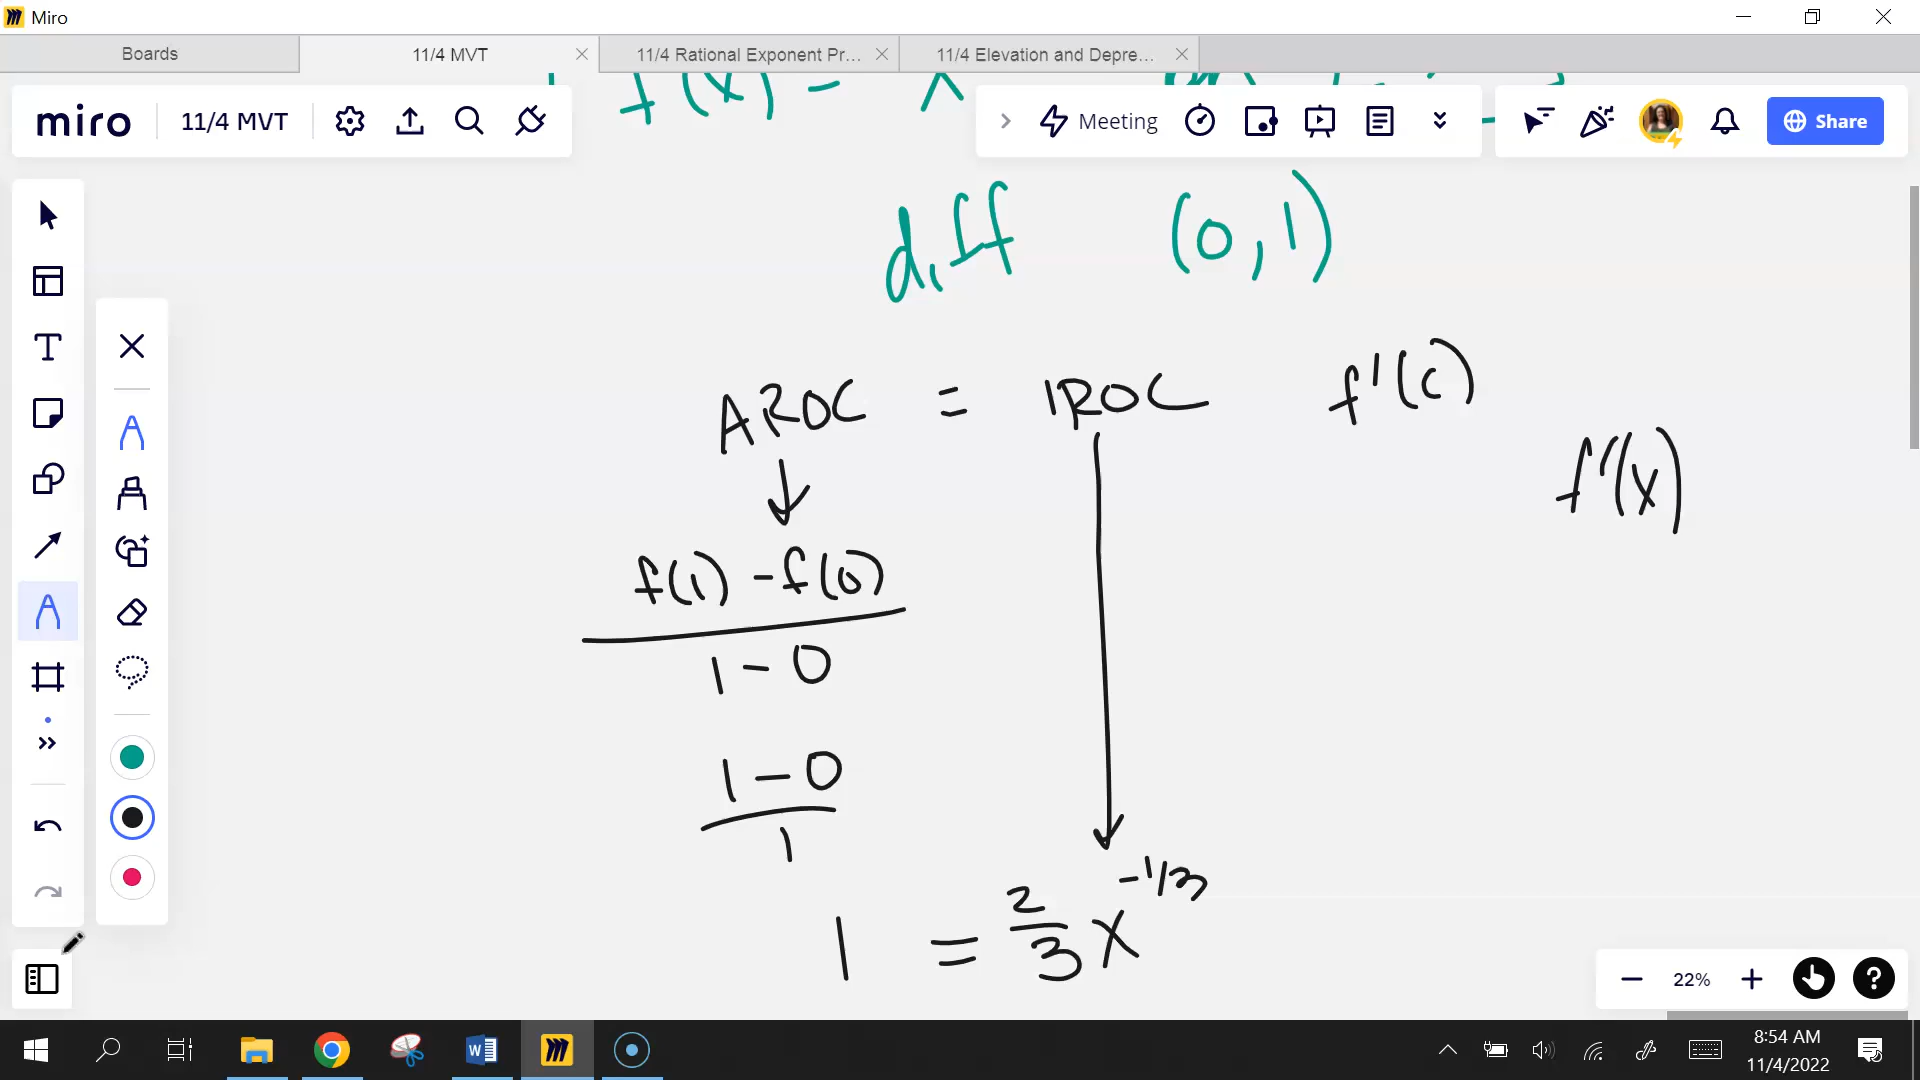 Miro
Boards 11/4 MVT 11/4 Rational Exponent Pr... 11/4 Elevation and Depre...
f(x) = x
miro 11/4 MVT Meeting Share
diff (0,1)
AROC = IROC f'(c)
f'(x)
f(1) - f(0)
1 - 0
1 - 0
1
1 = 2/3 x^-1/3
22%
8:54 AM
11/4/2022